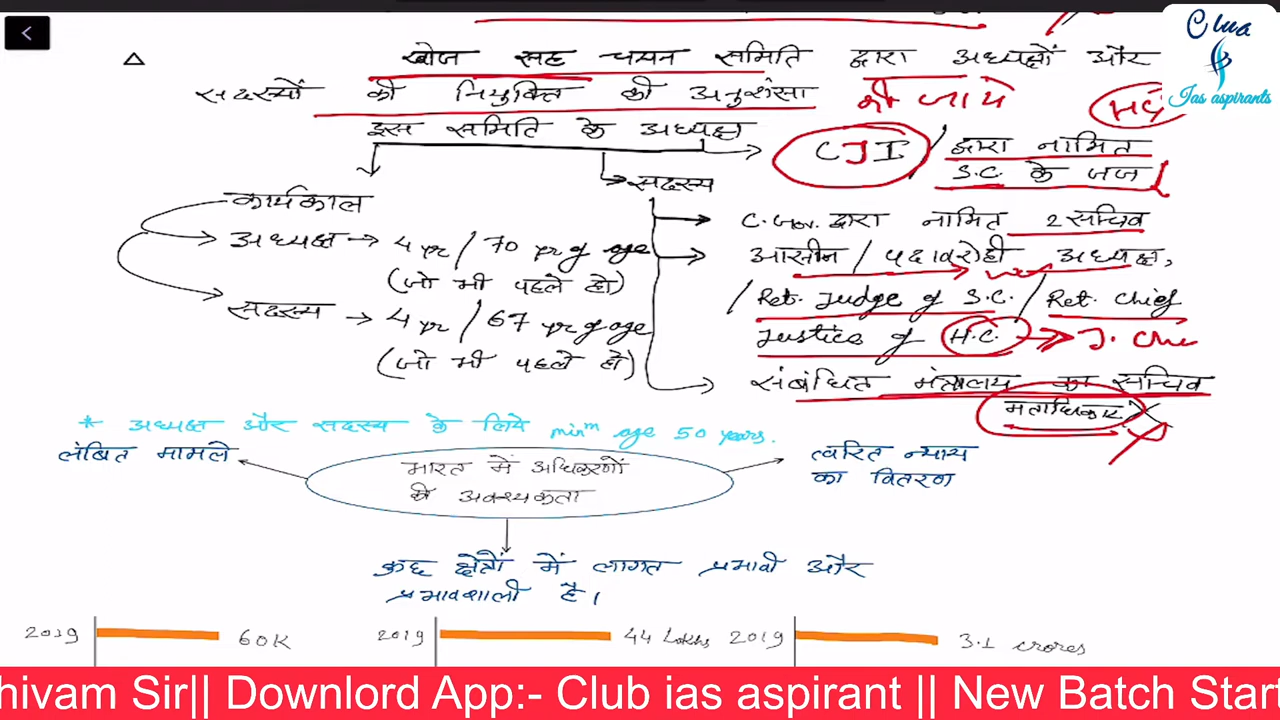 Club
Ias aspirants
खोज सह चयन समिति द्वारा अध्यक्षों और
सदस्यों की नियुक्ति की अनुशंसा की जाये
इस समिति के अध्यक्ष
CJI / द्वारा नामित
S.C. के जज
सदस्य
C. Gov. द्वारा नामित 2 सचिव
आसीन / पदावरोही अध्यक्ष,
/ Ret. Judge of S.C. / Ret. Chief
Justice of H.C.
संबंधित मंत्रालय का सचिव
मताधिकार X
कार्यकाल
अध्यक्ष → 4 yr / 70 yr of age
(जो भी पहले हो)
सदस्य → 4 yr / 67 yr of age
(जो भी पहले हो)
* अध्यक्ष और सदस्य के लिये minm age 50 years.
लंबित मामले
भारत में अधिकरणों
की अवश्यकता
त्वरित न्याय
का वितरण
कुछ क्षेत्रों में लागत प्रभावी और
प्रभावशाली है।
2019 60K
2019 44 Lakhs
2019 3.1 crores
hivam Sir|| Downlord App:- Club ias aspirant || New Batch Start